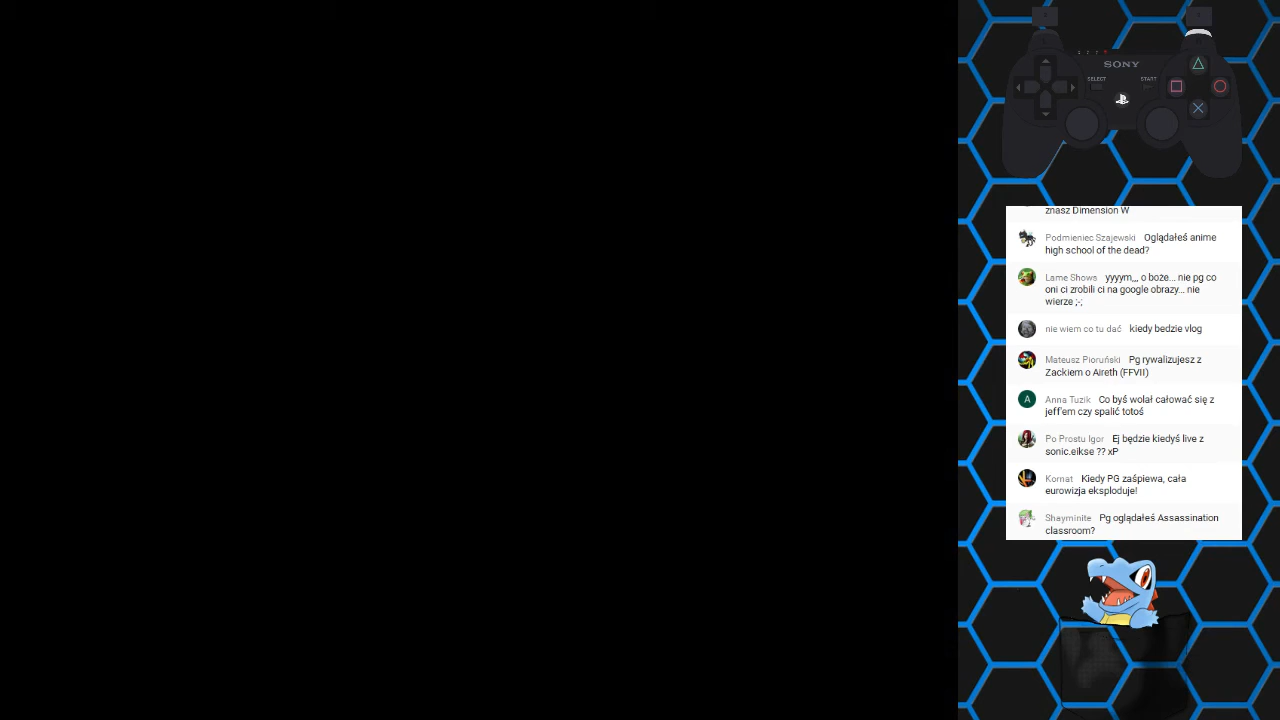 SONY
SELECT
START
znasz Dimension W
Podmieniec Szajewski Oglądałeś anime
high school of the dead?
Lame Shows yyyym,,, o boże... nie pg co
oni ci zrobili ci na google obrazy... nie
wierze ;-;
nie wiem co tu dać kiedy bedzie vlog
Mateusz Pioruński Pg rywalizujesz z
Zackiem o Aireth (FFVII)
A
Anna Tuzik Co byś wolał całować się z
jeff'em czy spalić totoś
Po Prostu Igor Ej będzie kiedyś live z
sonic.eikse ?? xP
Kornat Kiedy PG zaśpiewa, cała
eurowizja eksploduje!
Shayminite Pg oglądałeś Assassination
classroom?